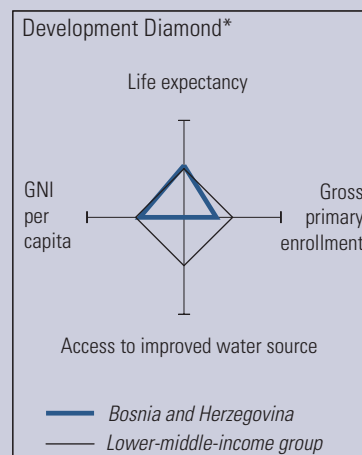 Development Diamond*
Life expectancy
GNI
per
capita
Gross
primary
enrollment
Access to improved water source
Bosnia and Herzegovina
Lower-middle-income group